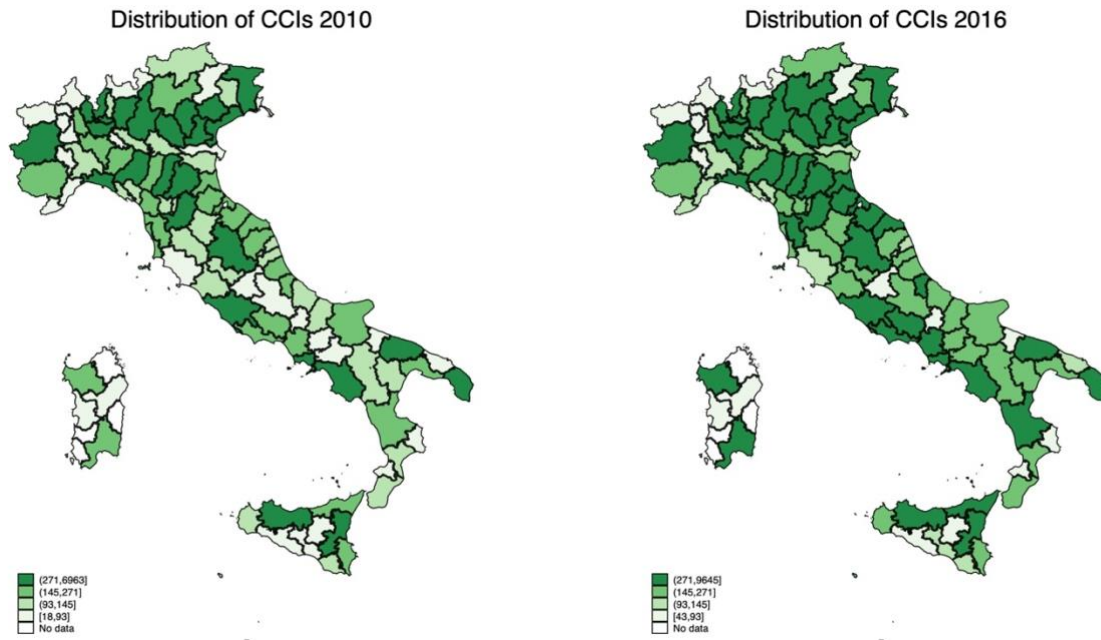 Distribution of CCIs 2010
(271,6963]
(145,271]
(93,145]
[18,93]
No data
Distribution of CCIs 2016
(271,9645]
(145,271]
(93,145]
[43,93]
No data